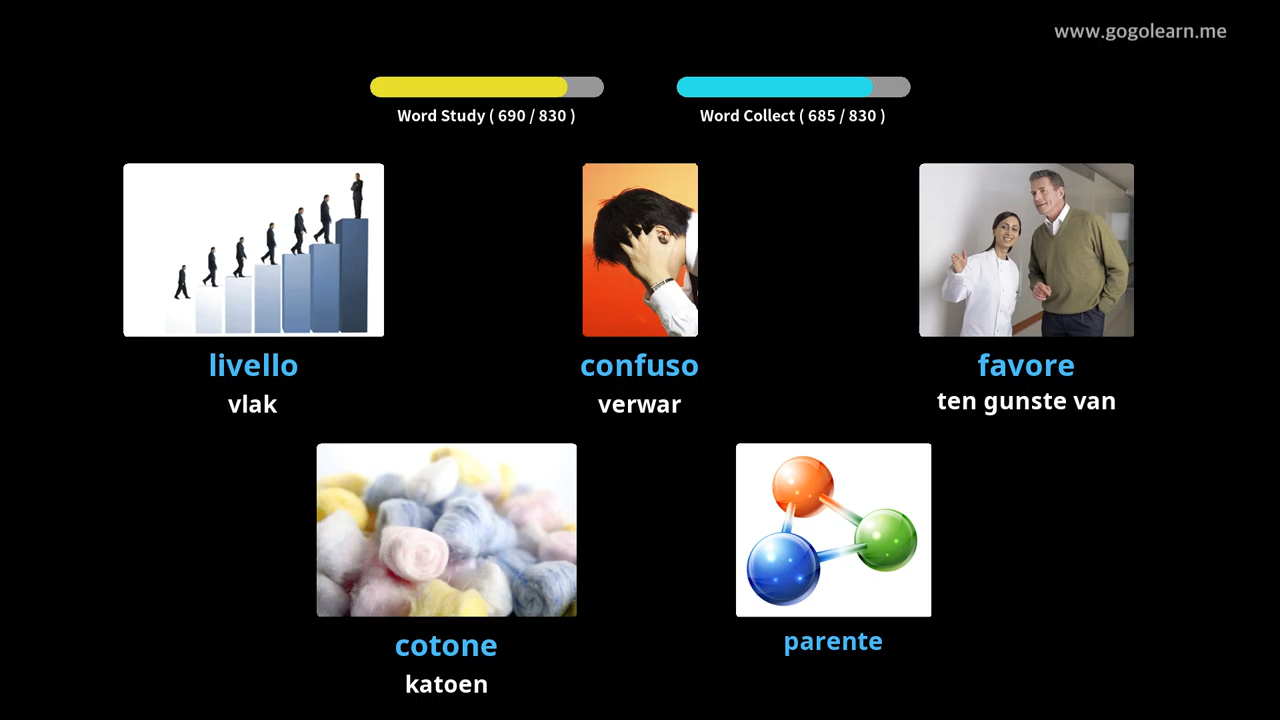 www.gogolearn.me
Word Study ( 690 / 830 )
Word Collect ( 685 / 830 )
livello
vlak
confuso
verwar
favore
ten gunste van
cotone
katoen
parente